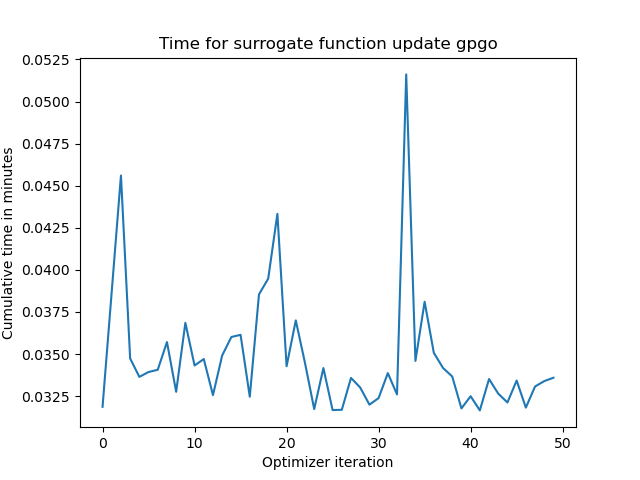 Time for surrogate function update gpgo
Cumulative time in minutes
0.0525
0.0500
0.0475
0.0450
0.0425
0.0400
0.0375
0.0350
0.0325
0 10 20 30 40 50
Optimizer iteration